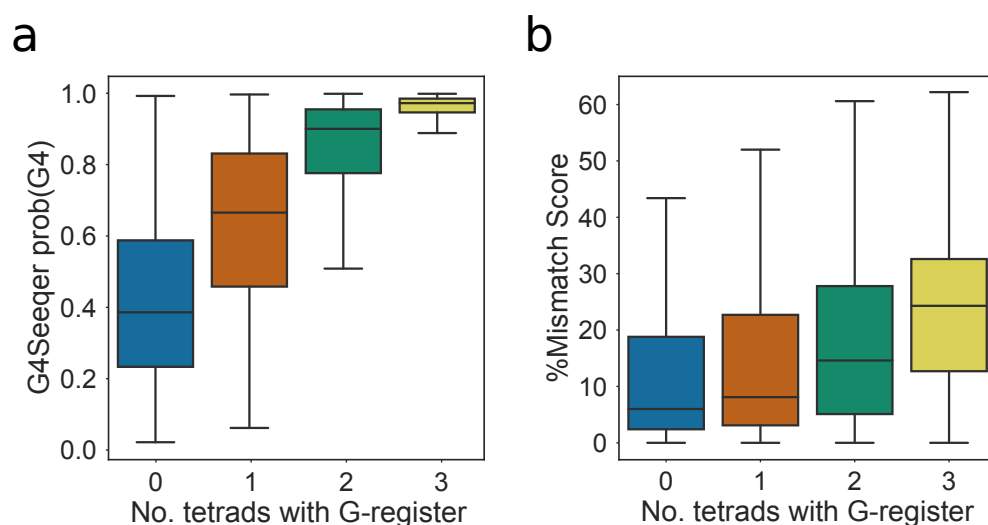 a
G4Seeqer prob(G4)
1.0
0.8
0.6
0.4
0.2
0.0
0 1 2 3
No. tetrads with G-register
b
%Mismatch Score
60
50
40
30
20
10
0
0 1 2 3
No. tetrads with G-register